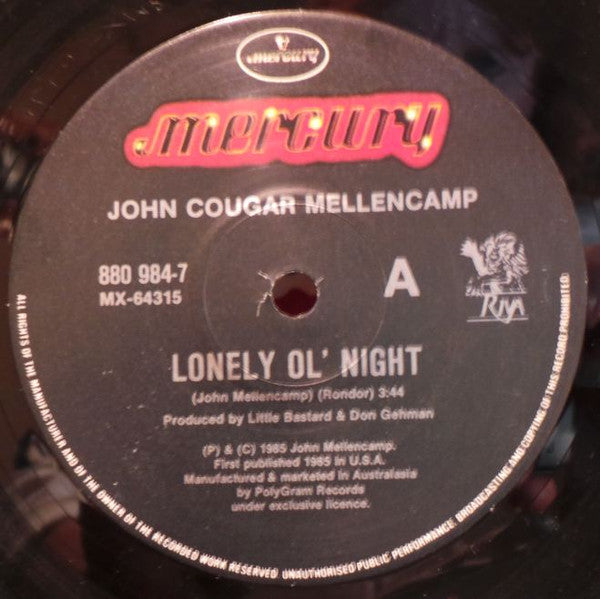 mercury
mercury
JOHN COUGAR MELLENCAMP
880 984-7
MX-64315
A
RIVA
LONELY OL' NIGHT
(John Mellencamp) (Rondor) 3:44
Produced by Little Bastard & Don Gehman
(P) & (C) 1985 John Mellencamp.
First published 1985 in U.S.A.
Manufactured & marketed in Australasia
by PolyGram Records
under exclusive licence.
ALL RIGHTS OF THE MANUFACTURER AND OF THE OWNER OF THE RECORDED WORK RESERVED. UNAUTHORISED PUBLIC PERFORMANCE, BROADCASTING AND COPYING OF THIS RECORD PROHIBITED.